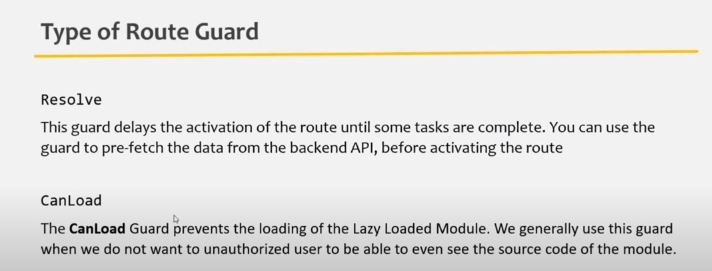 Type of Route Guard
Resolve
This guard delays the activation of the route until some tasks are complete. You can use the
guard to pre-fetch the data from the backend API, before activating the route
CanLoad
The CanLoad Guard prevents the loading of the Lazy Loaded Module. We generally use this guard
when we do not want to unauthorized user to be able to even see the source code of the module.